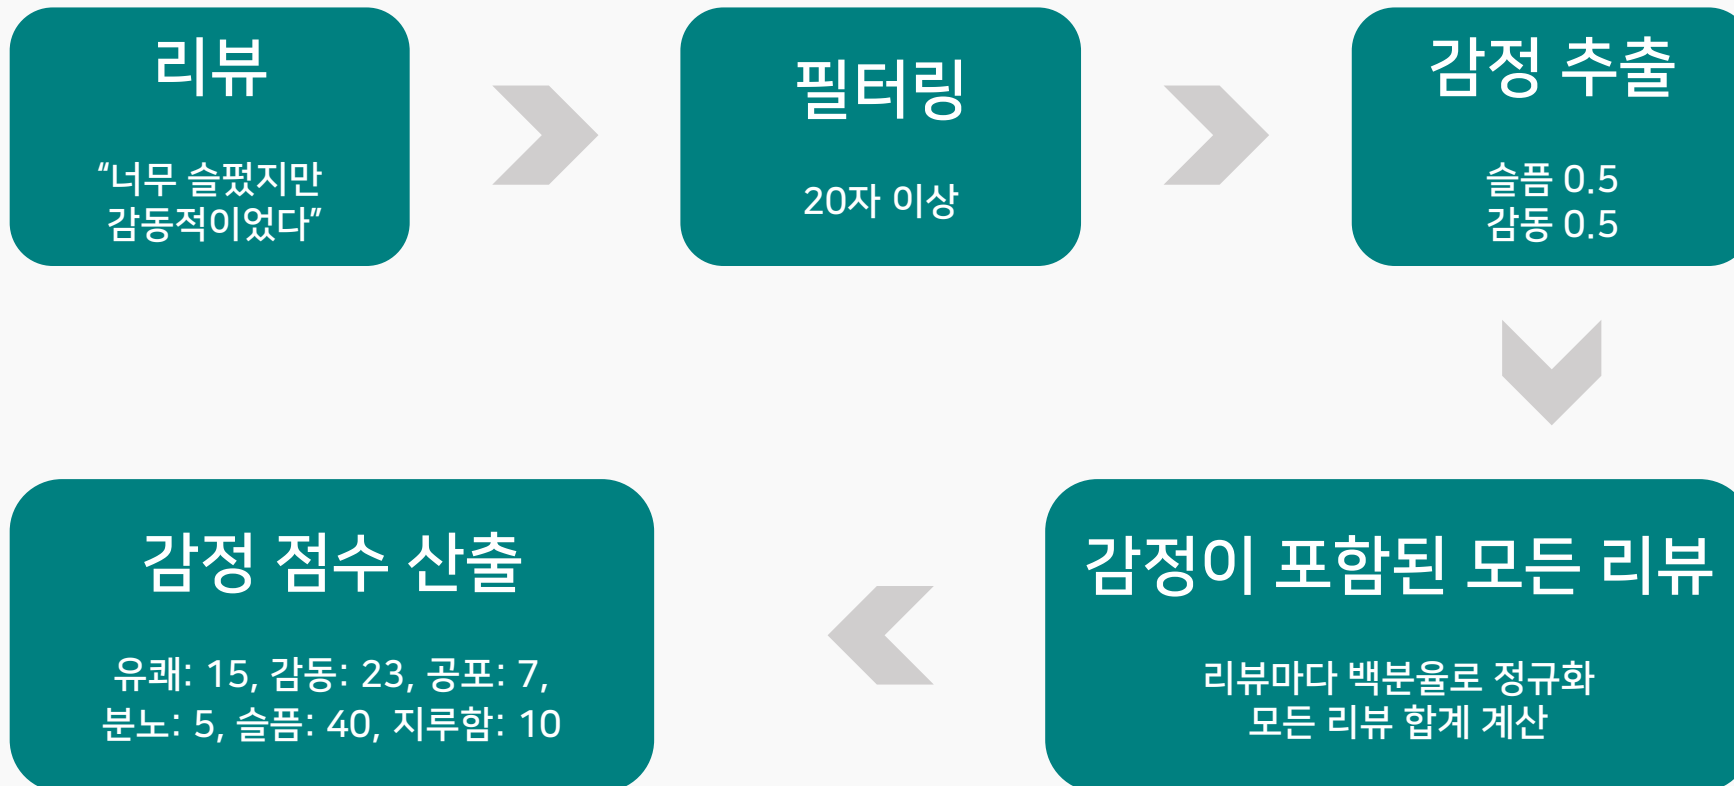 리뷰
“너무 슬펐지만
감동적이었다”
필터링
20자 이상
감정 추출
슬픔 0.5
감동 0.5
감정이 포함된 모든 리뷰
리뷰마다 백분율로 정규화
모든 리뷰 합계 계산
감정 점수 산출
유쾌: 15, 감동: 23, 공포: 7,
분노: 5, 슬픔: 40, 지루함: 10